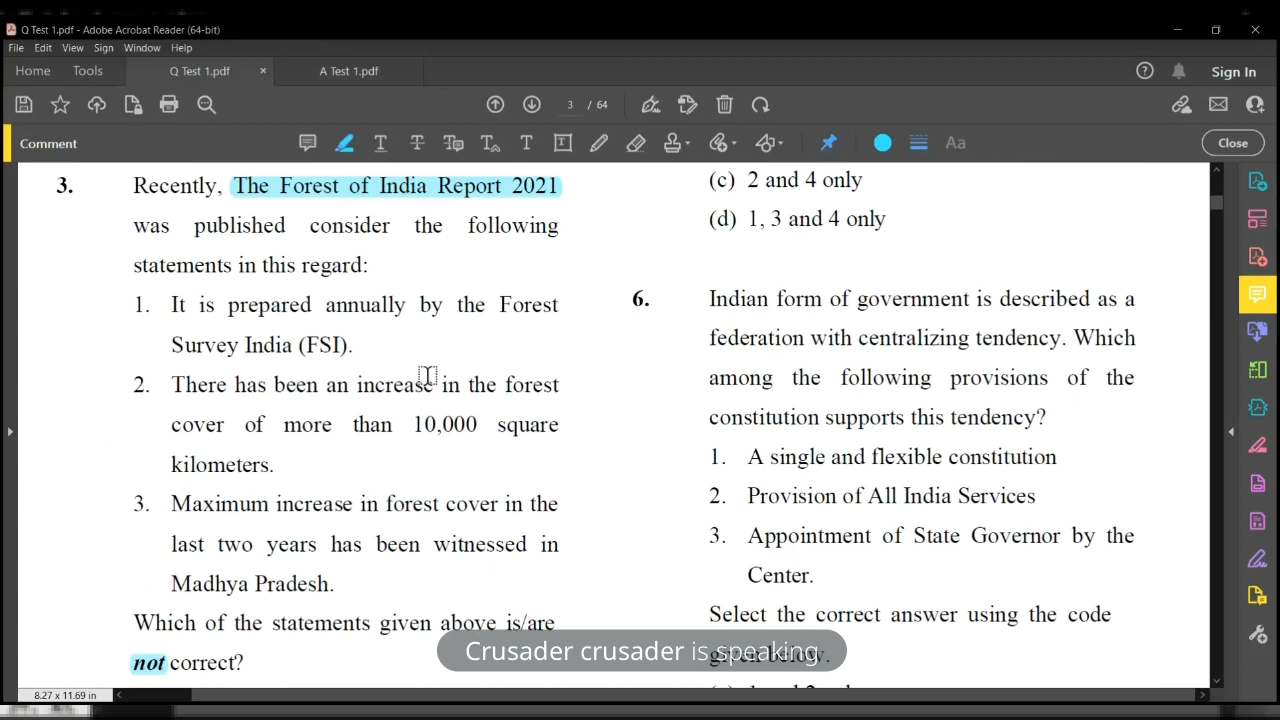 Q Test 1.pdf - Adobe Acrobat Reader (64-bit)
File Edit View Sign Window Help
Home Tools Q Test 1.pdf × A Test 1.pdf Sign In
3 / 64
Comment
Aa
Close
3. Recently, The Forest of India Report 2021
was published consider the following
statements in this regard:
1. It is prepared annually by the Forest
Survey India (FSI).
2. There has been an increase in the forest
cover of more than 10,000 square
kilometers.
3. Maximum increase in forest cover in the
last two years has been witnessed in
Madhya Pradesh.
Which of the statements given above is/are
not correct?
(c) 2 and 4 only
(d) 1, 3 and 4 only
6. Indian form of government is described as a
federation with centralizing tendency. Which
among the following provisions of the
constitution supports this tendency?
1. A single and flexible constitution
2. Provision of All India Services
3. Appointment of State Governor by the
Center.
Select the correct answer using the code
given below.
Crusader crusader is speaking
8.27 x 11.69 in